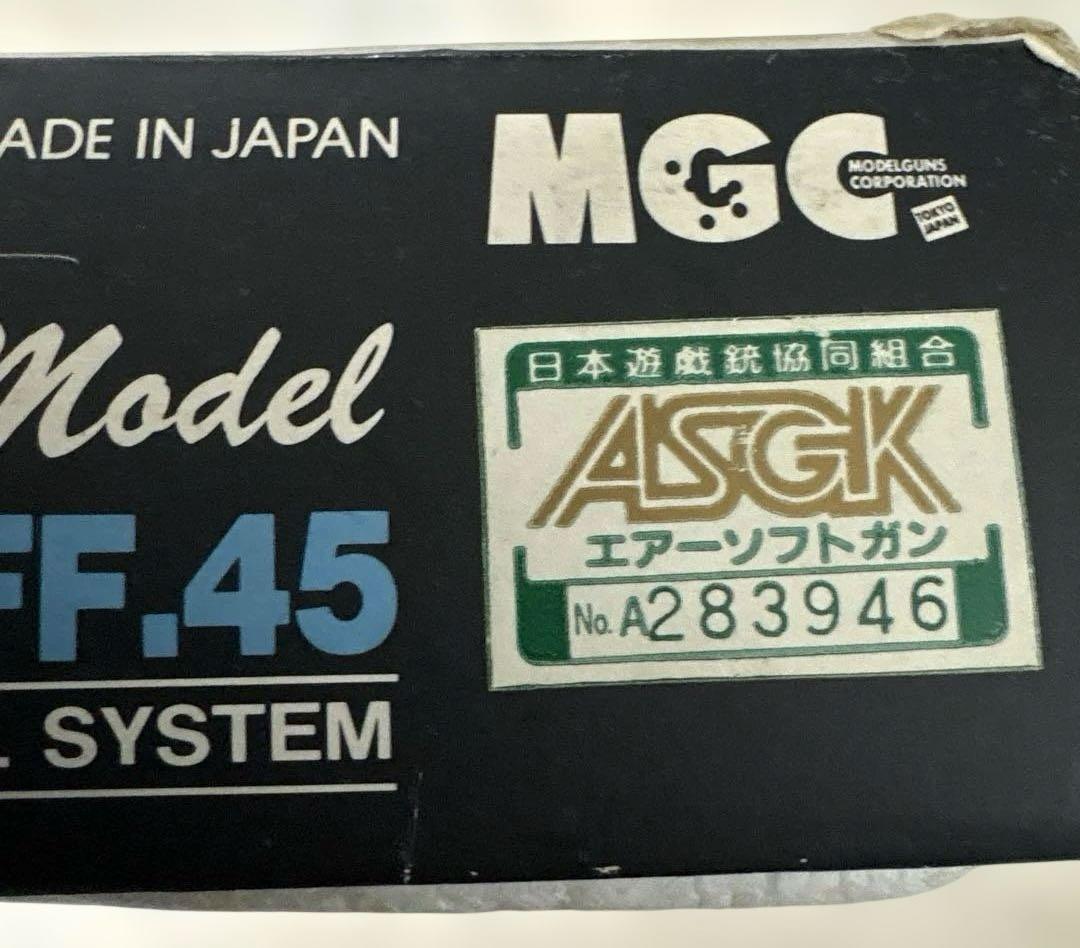 ADE IN JAPAN
MGC
MODELGUNS
CORPORATION
TOKYO
JAPAN
Model
FF.45
SYSTEM
日本遊戯銃協同組合
ASGK
エアーソフトガン
No. A283946